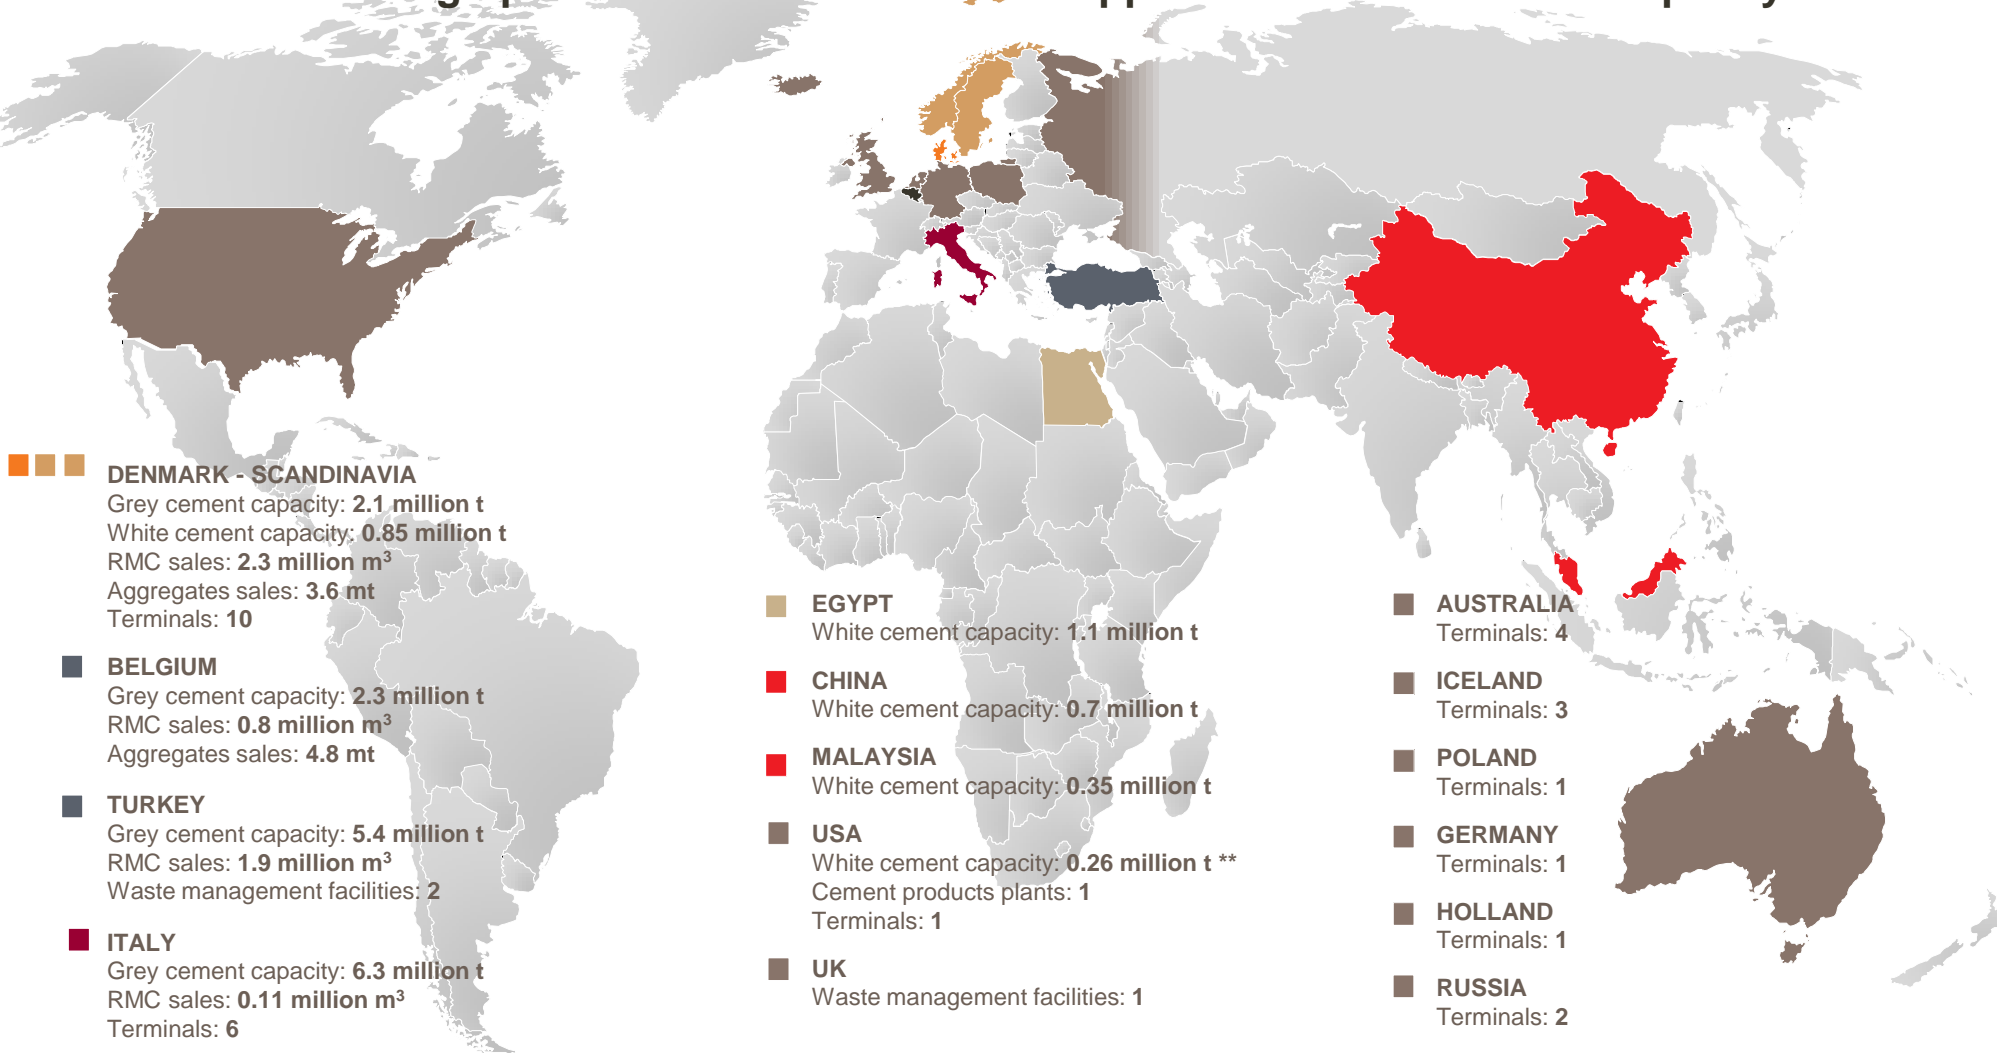 DENMARK - SCANDINAVIA
Grey cement capacity: 2.1 million t
White cement capacity: 0.85 million t
RMC sales: 2.3 million m³
Aggregates sales: 3.6 mt
Terminals: 10
BELGIUM
Grey cement capacity: 2.3 million t
RMC sales: 0.8 million m³
Aggregates sales: 4.8 mt
TURKEY
Grey cement capacity: 5.4 million t
RMC sales: 1.9 million m³
Waste management facilities: 2
ITALY
Grey cement capacity: 6.3 million t
RMC sales: 0.11 million m³
Terminals: 6
EGYPT
White cement capacity: 1.1 million t
CHINA
White cement capacity: 0.7 million t
MALAYSIA
White cement capacity: 0.35 million t
USA
White cement capacity: 0.26 million t **
Cement products plants: 1
Terminals: 1
UK
Waste management facilities: 1
AUSTRALIA
Terminals: 4
ICELAND
Terminals: 3
POLAND
Terminals: 1
GERMANY
Terminals: 1
HOLLAND
Terminals: 1
RUSSIA
Terminals: 2